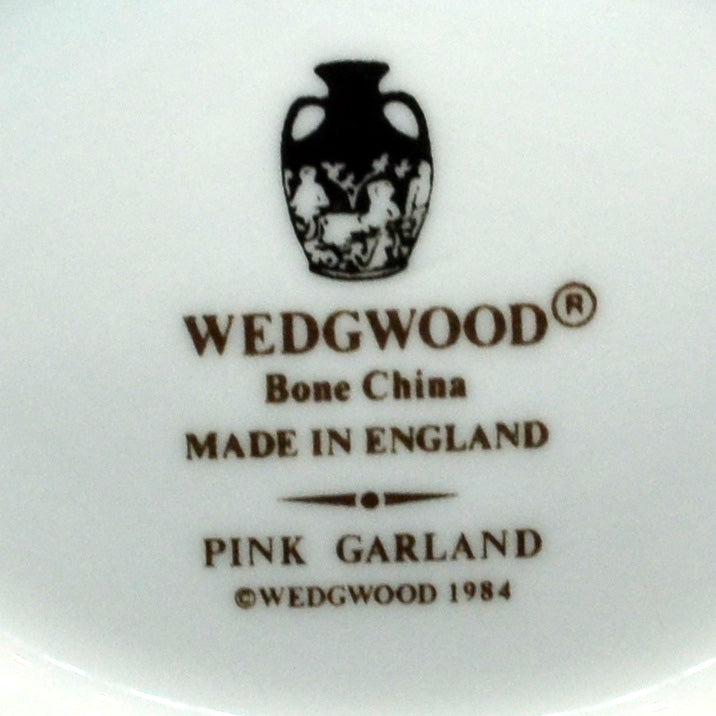 WEDGWOOD®
Bone China
MADE IN ENGLAND
PINK GARLAND
©WEDGWOOD 1984